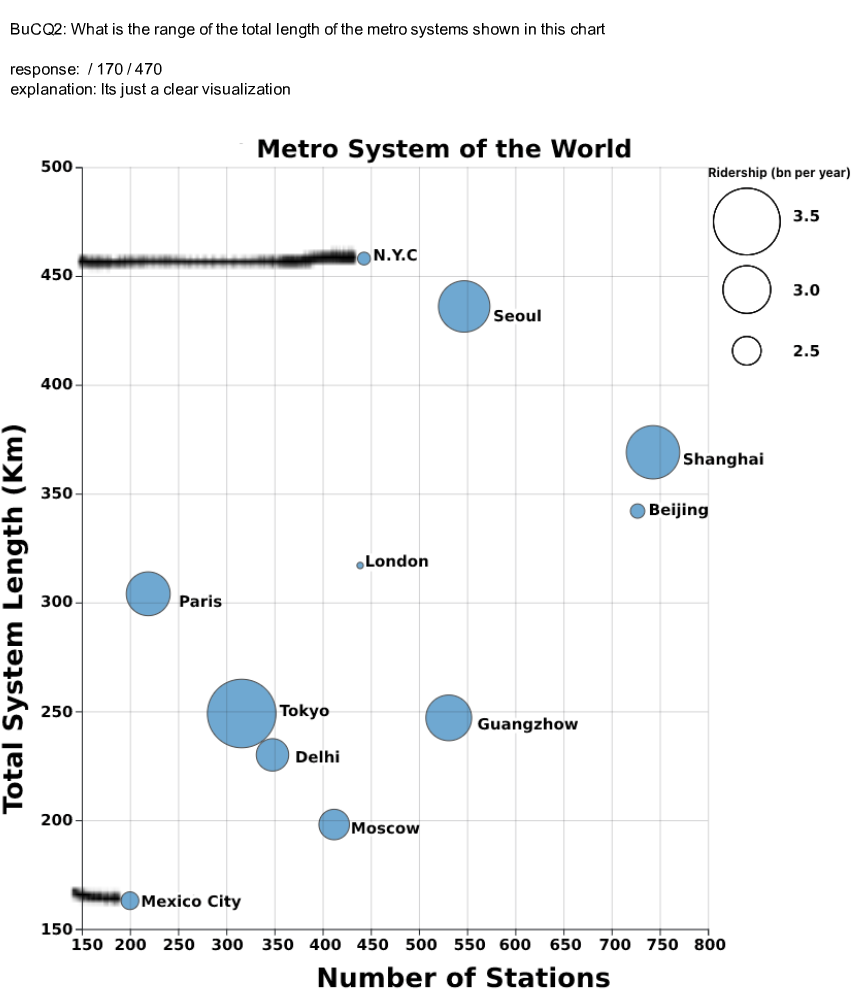 BuCQ2: What is the range of the total length of the metro systems shown in this chart
response:  / 170 / 470
explanation: Its just a clear visualization
Metro System of the World
Ridership (bn per year)
3.5
3.0
2.5
Total System Length (Km)
500
450
400
350
300
250
200
150
N.Y.C
Seoul
Shanghai
Beijing
London
Paris
Tokyo
Guangzhow
Delhi
Moscow
Mexico City
150 200 250 300 350 400 450 500 550 600 650 700 750 800
Number of Stations